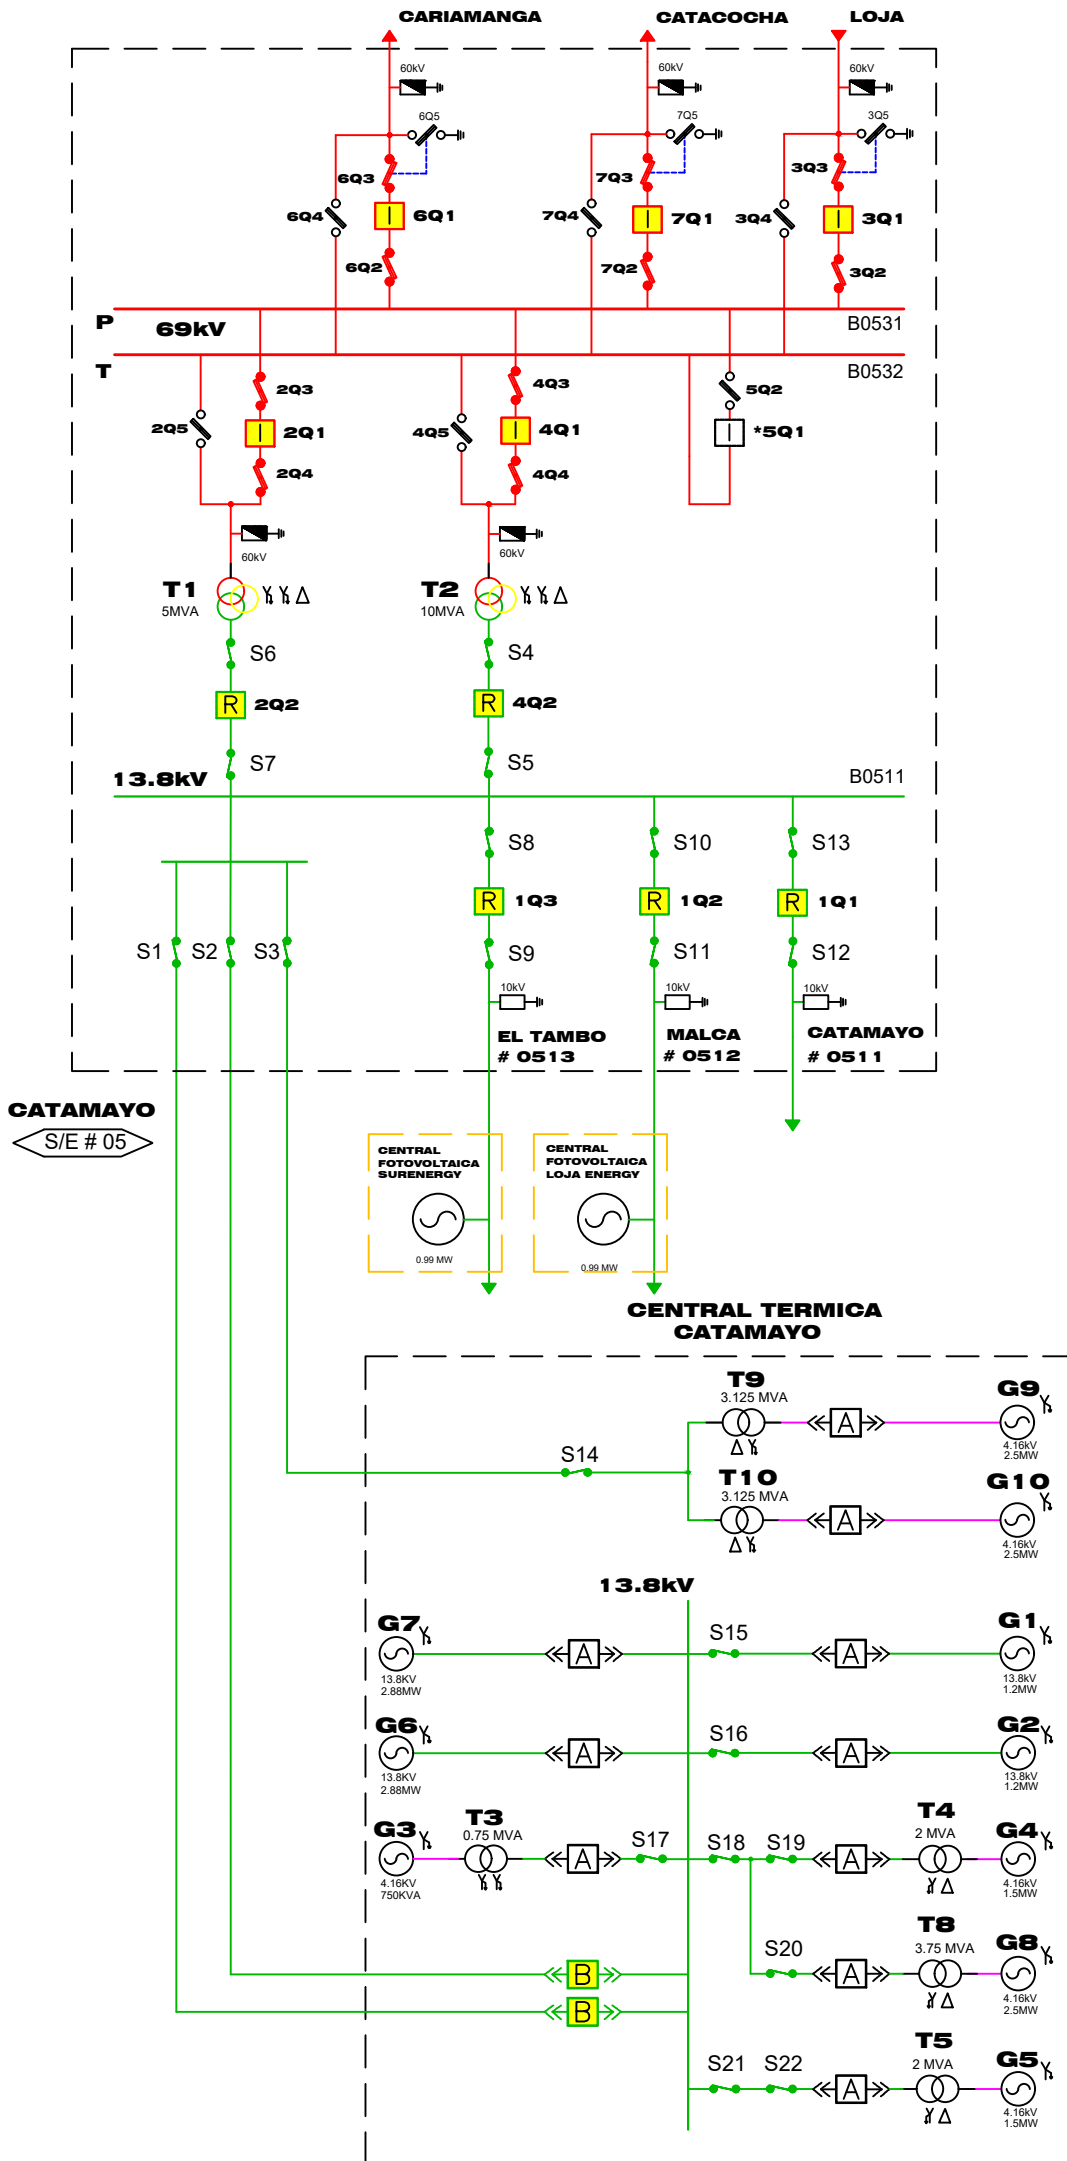 CARIAMANGA
CATACOCHA
LOJA
60kV
60kV
60kV
6Q5
7Q5
3Q5
6Q3
7Q3
3Q3
6Q4
6Q1
7Q4
7Q1
3Q4
3Q1
I
I
I
6Q2
7Q2
3Q2
P
69kV
B0531
T
B0532
2Q3
4Q3
5Q2
2Q5
I
2Q1
4Q5
I
4Q1
I
*5Q1
2Q4
4Q4
60kV
60kV
T1
5MVA
T2
10MVA
S6
S4
R
2Q2
R
4Q2
S7
S5
13.8kV
B0511
S8
S10
S13
R
1Q3
R
1Q2
R
1Q1
S1
S2
S3
S9
S11
S12
10kV
10kV
10kV
EL TAMBO
# 0513
MALCA
# 0512
CATAMAYO
# 0511
CATAMAYO
S/E # 05
CENTRAL
FOTOVOLTAICA
SURENERGY
0.99 MW
CENTRAL
FOTOVOLTAICA
LOJA ENERGY
0.99 MW
CENTRAL TERMICA
CATAMAYO
T9
3.125 MVA
A
G9
4.16kV
2.5MW
S14
T10
3.125 MVA
A
G10
4.16kV
2.5MW
13.8kV
G7
13.8KV
2.88MW
A
S15
A
G1
13.8kV
1.2MW
G6
13.8KV
2.88MW
A
S16
A
G2
13.8kV
1.2MW
G3
4.16KV
750KVA
T3
0.75 MVA
A
S17
S18
S19
A
T4
2 MVA
G4
4.16kV
1.5MW
S20
A
T8
3.75 MVA
G8
4.16kV
2.5MW
B
B
S21
S22
A
T5
2 MVA
G5
4.16kV
1.5MW